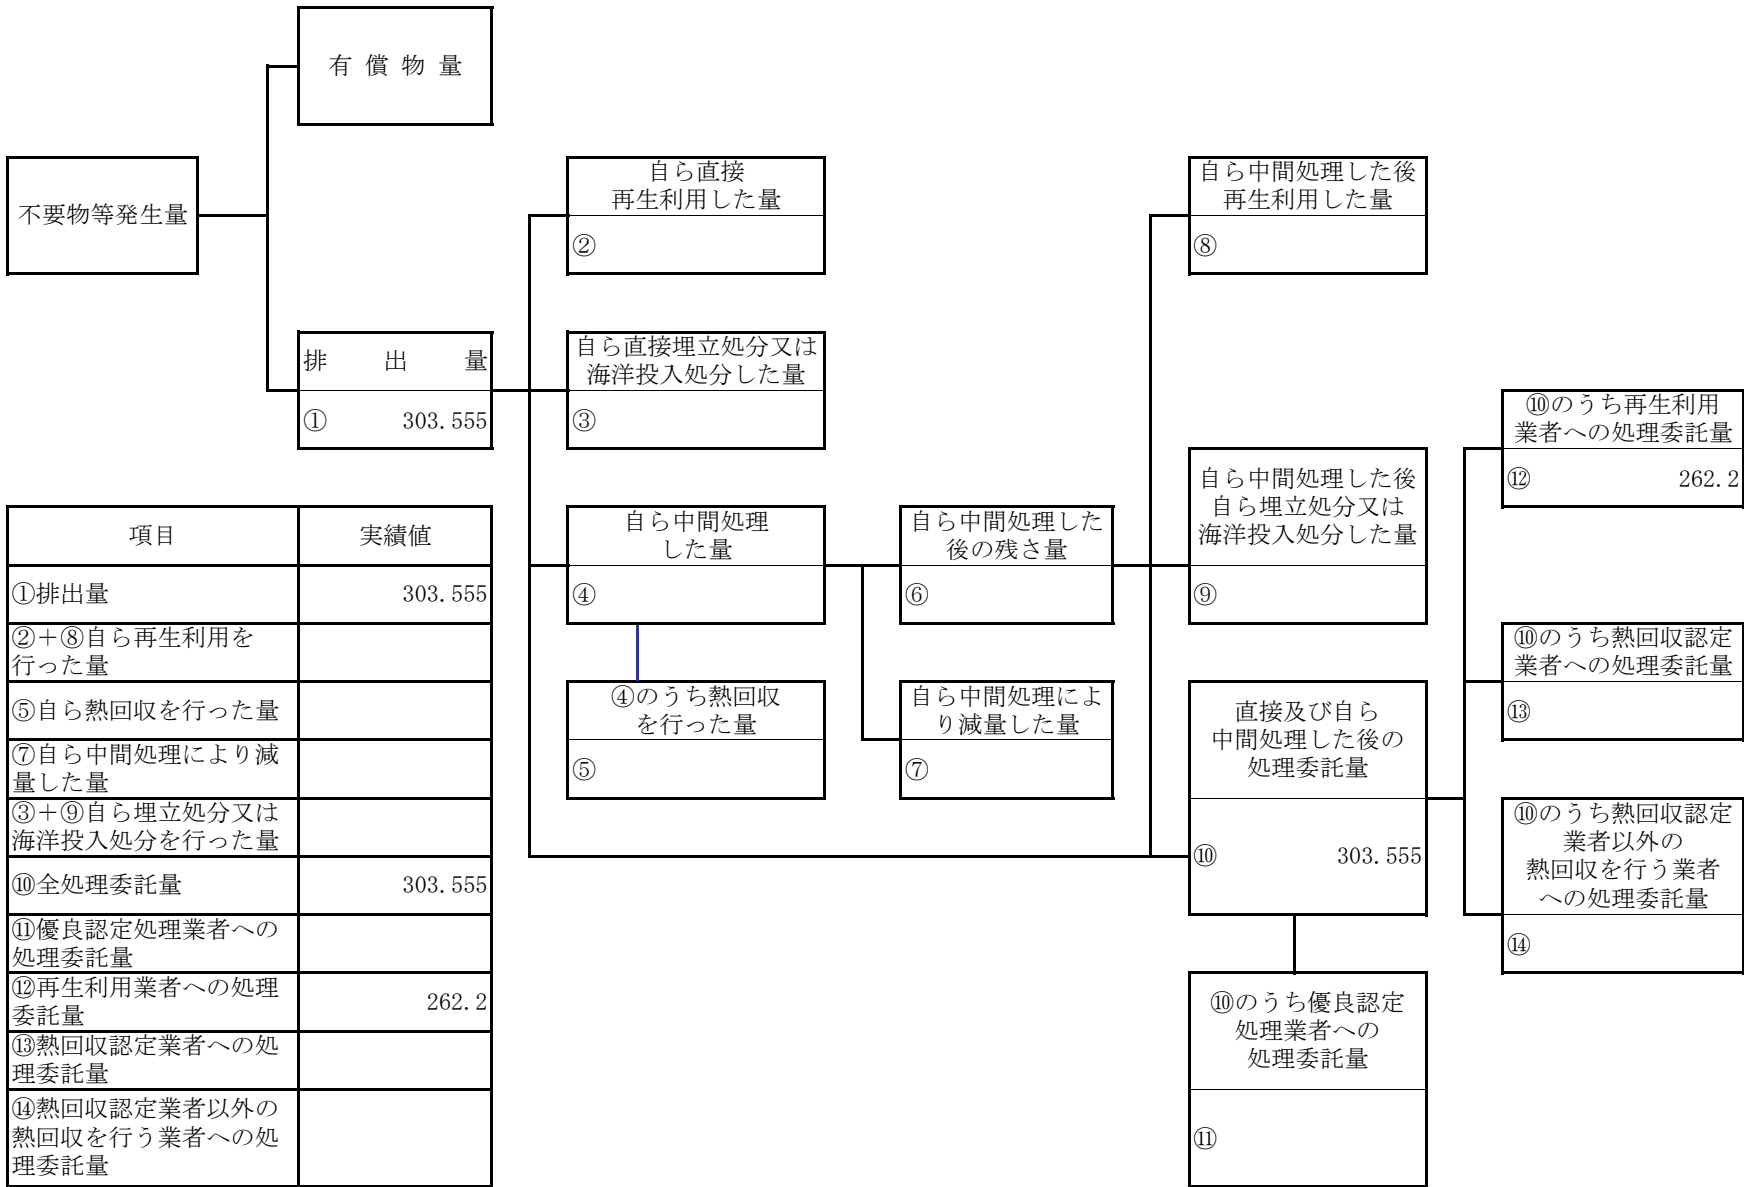 有 償 物 量
不要物等発生量
自ら直接
再生利用した量
②
自ら中間処理した後
再生利用した量
⑧
排 出 量
① 303.555
自ら直接埋立処分又は
海洋投入処分した量
③
⑩のうち再生利用
業者への処理委託量
⑫ 262.2
自ら中間処理した後
自ら埋立処分又は
海洋投入処分した量
⑨
自ら中間処理
した量
④
自ら中間処理した
後の残さ量
⑥
④のうち熱回収
を行った量
⑤
自ら中間処理によ
り減量した量
⑦
⑩のうち熱回収認定
業者への処理委託量
⑬
直接及び自ら
中間処理した後の
処理委託量
⑩ 303.555
⑩のうち熱回収認定
業者以外の
熱回収を行う業者
への処理委託量
⑭
⑩のうち優良認定
処理業者への
処理委託量
⑪
項目 実績値
①排出量 303.555
②＋⑧自ら再生利用を
行った量
⑤自ら熱回収を行った量
⑦自ら中間処理により減
量した量
③＋⑨自ら埋立処分又は
海洋投入処分を行った量
⑩全処理委託量 303.555
⑪優良認定処理業者への
処理委託量
⑫再生利用業者への処理
委託量 262.2
⑬熱回収認定業者への処
理委託量
⑭熱回収認定業者以外の
熱回収を行う業者への処
理委託量